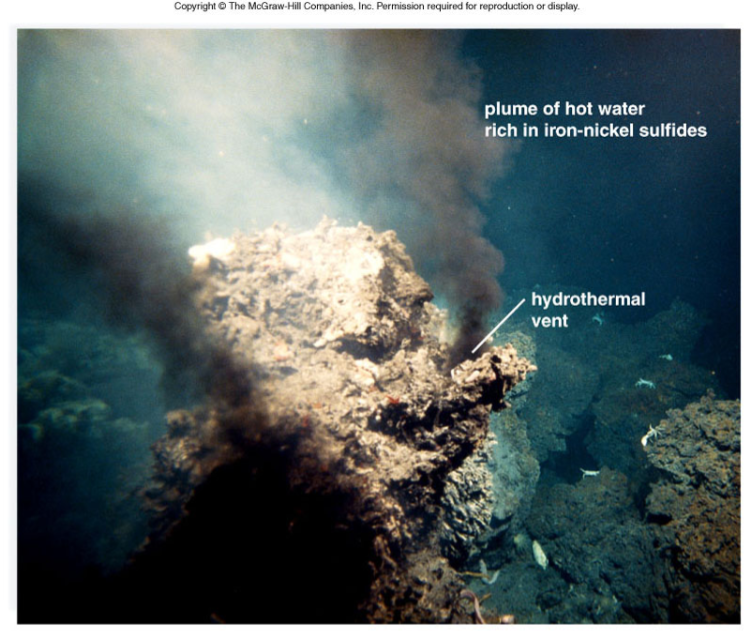 Copyright © The McGraw-Hill Companies, Inc. Permission required for reproduction or display.
plume of hot water
rich in iron-nickel sulfides
hydrothermal
vent